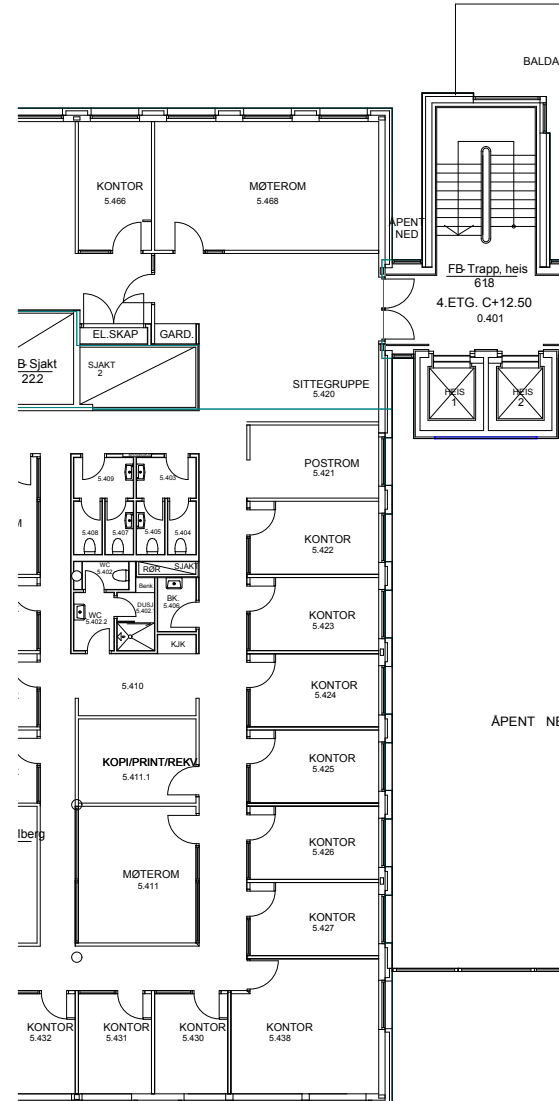 BALDA
KONTOR
5.466
MØTEROM
5.468
ÅPENT
NED
FB-Trapp, heis
618
4.ETG. C+12.50
0.401
EL.SKAP
GARD.
B-Sjakt
222
SJAKT
2
SITTEGRUPPE
5.420
HEIS
1
HEIS
2
POSTROM
5.421
5.409
5.403
5.408
5.407
5.405
5.404
KONTOR
5.422
WC
5.402
RØR
SJAKT
Benk
BK.
5.406
DUSJ
5.402.
WC
5.402.2
KJK
KONTOR
5.423
5.410
KONTOR
5.424
ÅPENT NE
KOPI/PRINT/REKV
5.411.1
KONTOR
5.425
lberg
KONTOR
5.426
MØTEROM
5.411
KONTOR
5.427
KONTOR
5.432
KONTOR
5.431
KONTOR
5.430
KONTOR
5.438